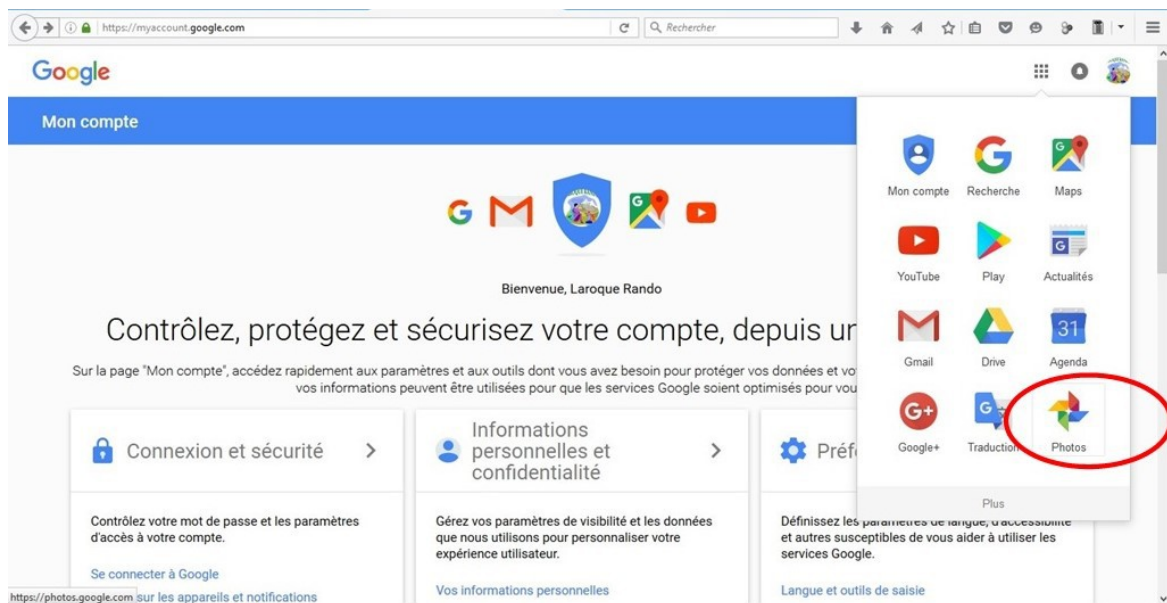 https://myaccount.google.com
Rechercher
Google
Mon compte
Bienvenue, Laroque Rando
Contrôlez, protégez et sécurisez votre compte, depuis un
Sur la page "Mon compte", accédez rapidement aux paramètres et aux outils dont vous avez besoin pour protéger vos données et vo
vos informations peuvent être utilisées pour que les services Google soient optimisés pour vou
Connexion et sécurité
Contrôlez votre mot de passe et les paramètres
d'accès à votre compte.
Se connecter à Google
sur les appareils et notifications
Informations
personnelles et
confidentialité
Gérez vos paramètres de visibilité et les données
que nous utilisons pour personnaliser votre
expérience utilisateur.
Vos informations personnelles
Préfé
Définissez les paramètres de langue, d'accessibilité
et autres susceptibles de vous aider à utiliser les
services Google.
Langue et outils de saisie
Mon compte
Recherche
G
Maps
YouTube
Play
G
Actualités
Gmail
Drive
31
Agenda
G+
Google+
G
Traduction
Photos
Plus
https://photos.google.com